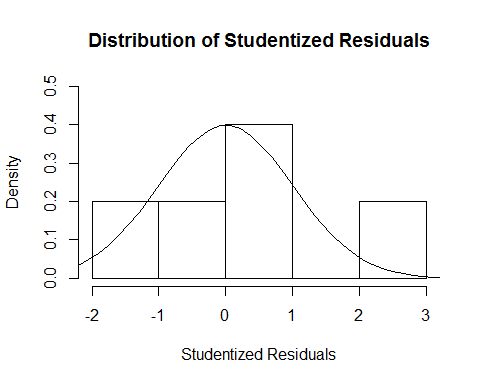 Distribution of Studentized Residuals
Density
0.5
0.4
0.3
0.2
0.1
0.0
-2 -1 0 1 2 3
Studentized Residuals